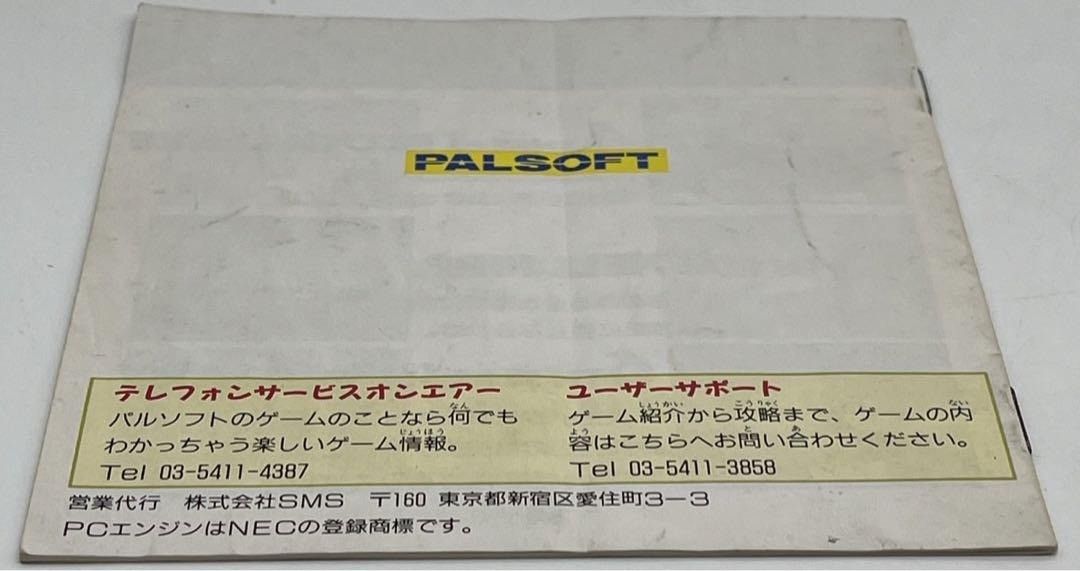 PALSOFT
テレフォンサービスオンエアー
パルソフトのゲームのことなら何でも
わかっちゃう楽しいゲーム情報。
Tel 03-5411-4387
ユーザーサポート
ゲーム紹介から攻略まで、ゲームの内
容はこちらへお問い合わせください。
Tel 03-5411-3858
営業代行 株式会社SMS 〒160 東京都新宿区愛住町3-3
PCエンジンはNECの登録商標です。